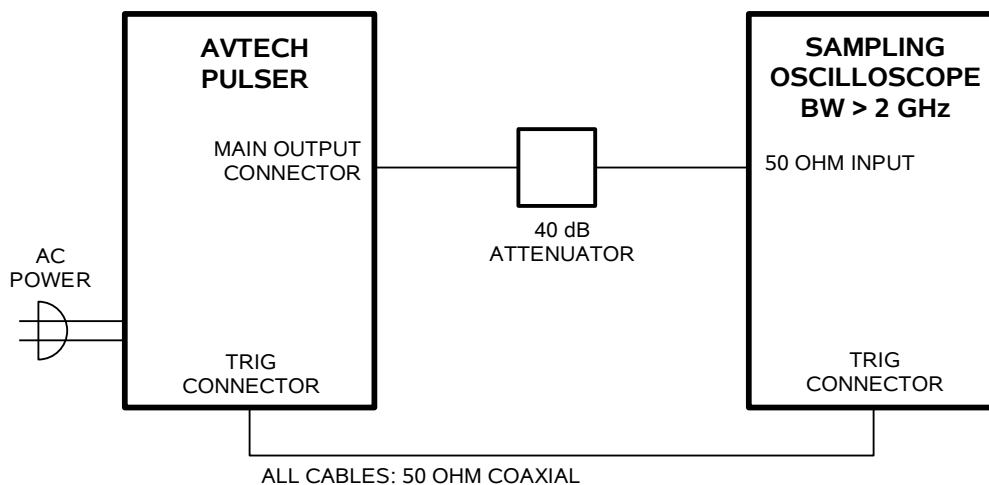 AVTECH
PULSER
MAIN OUTPUT
CONNECTOR
AC
POWER
TRIG
CONNECTOR
40 dB
ATTENUATOR
SAMPLING
OSCILLOSCOPE
BW > 2 GHz
50 OHM INPUT
TRIG
CONNECTOR
ALL CABLES: 50 OHM COAXIAL